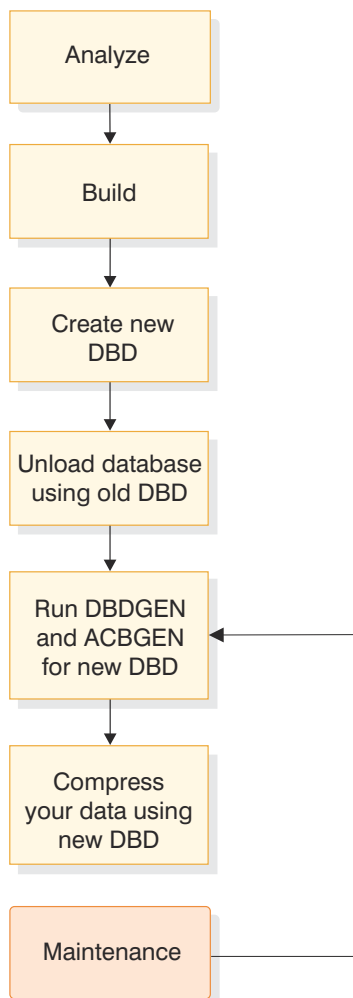 Analyze
Build
Create new
DBD
Unload database
using old DBD
Run DBDGEN
and ACBGEN
for new DBD
Compress
your data using
new DBD
Maintenance